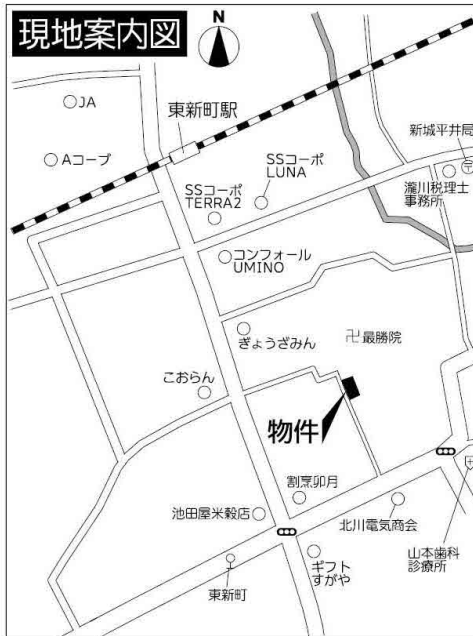 現地案内図
N
JA
東新町駅
Aコープ
新城平井局
SSコーポ
LUNA
瀧川税理士
事務所
SSコーポ
TERRA2
コンフォール
UMINO
ぎょうざみん
卍最勝院
こおらん
物件
割烹卯月
池田屋米穀店
北川電気商会
山本歯科
診療所
ギフト
すがや
東新町